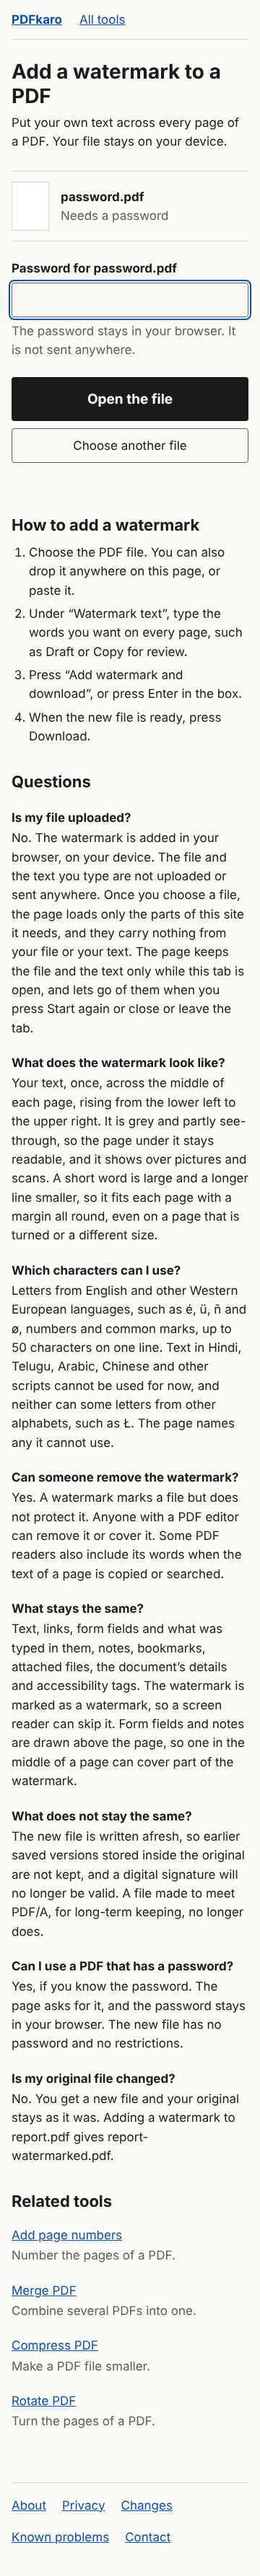 PDFkaro All tools
Add a watermark to a
PDF
Put your own text across every page of
a PDF. Your file stays on your device.
password.pdf
Needs a password
Password for password.pdf
The password stays in your browser. It
is not sent anywhere.
Open the file
Choose another file
How to add a watermark
1. Choose the PDF file. You can also
drop it anywhere on this page, or
paste it.
2. Under “Watermark text”, type the
words you want on every page, such
as Draft or Copy for review.
3. Press “Add watermark and
download”, or press Enter in the box.
4. When the new file is ready, press
Download.
Questions
Is my file uploaded?
No. The watermark is added in your
browser, on your device. The file and
the text you type are not uploaded or
sent anywhere. Once you choose a file,
the page loads only the parts of this site
it needs, and they carry nothing from
your file or your text. The page keeps
the file and the text only while this tab is
open, and lets go of them when you
press Start again or close or leave the
tab.
What does the watermark look like?
Your text, once, across the middle of
each page, rising from the lower left to
the upper right. It is grey and partly see-
through, so the page under it stays
readable, and it shows over pictures and
scans. A short word is large and a longer
line smaller, so it fits each page with a
margin all round, even on a page that is
turned or a different size.
Which characters can I use?
Letters from English and other Western
European languages, such as é, ü, ñ and
ø, numbers and common marks, up to
50 characters on one line. Text in Hindi,
Telugu, Arabic, Chinese and other
scripts cannot be used for now, and
neither can some letters from other
alphabets, such as Ł. The page names
any it cannot use.
Can someone remove the watermark?
Yes. A watermark marks a file but does
not protect it. Anyone with a PDF editor
can remove it or cover it. Some PDF
readers also include its words when the
text of a page is copied or searched.
What stays the same?
Text, links, form fields and what was
typed in them, notes, bookmarks,
attached files, the document’s details
and accessibility tags. The watermark is
marked as a watermark, so a screen
reader can skip it. Form fields and notes
are drawn above the page, so one in the
middle of a page can cover part of the
watermark.
What does not stay the same?
The new file is written afresh, so earlier
saved versions stored inside the original
are not kept, and a digital signature will
no longer be valid. A file made to meet
PDF/A, for long-term keeping, no longer
does.
Can I use a PDF that has a password?
Yes, if you know the password. The
page asks for it, and the password stays
in your browser. The new file has no
password and no restrictions.
Is my original file changed?
No. You get a new file and your original
stays as it was. Adding a watermark to
report.pdf gives report-
watermarked.pdf.
Related tools
Add page numbers
Number the pages of a PDF.
Merge PDF
Combine several PDFs into one.
Compress PDF
Make a PDF file smaller.
Rotate PDF
Turn the pages of a PDF.
About Privacy Changes
Known problems Contact